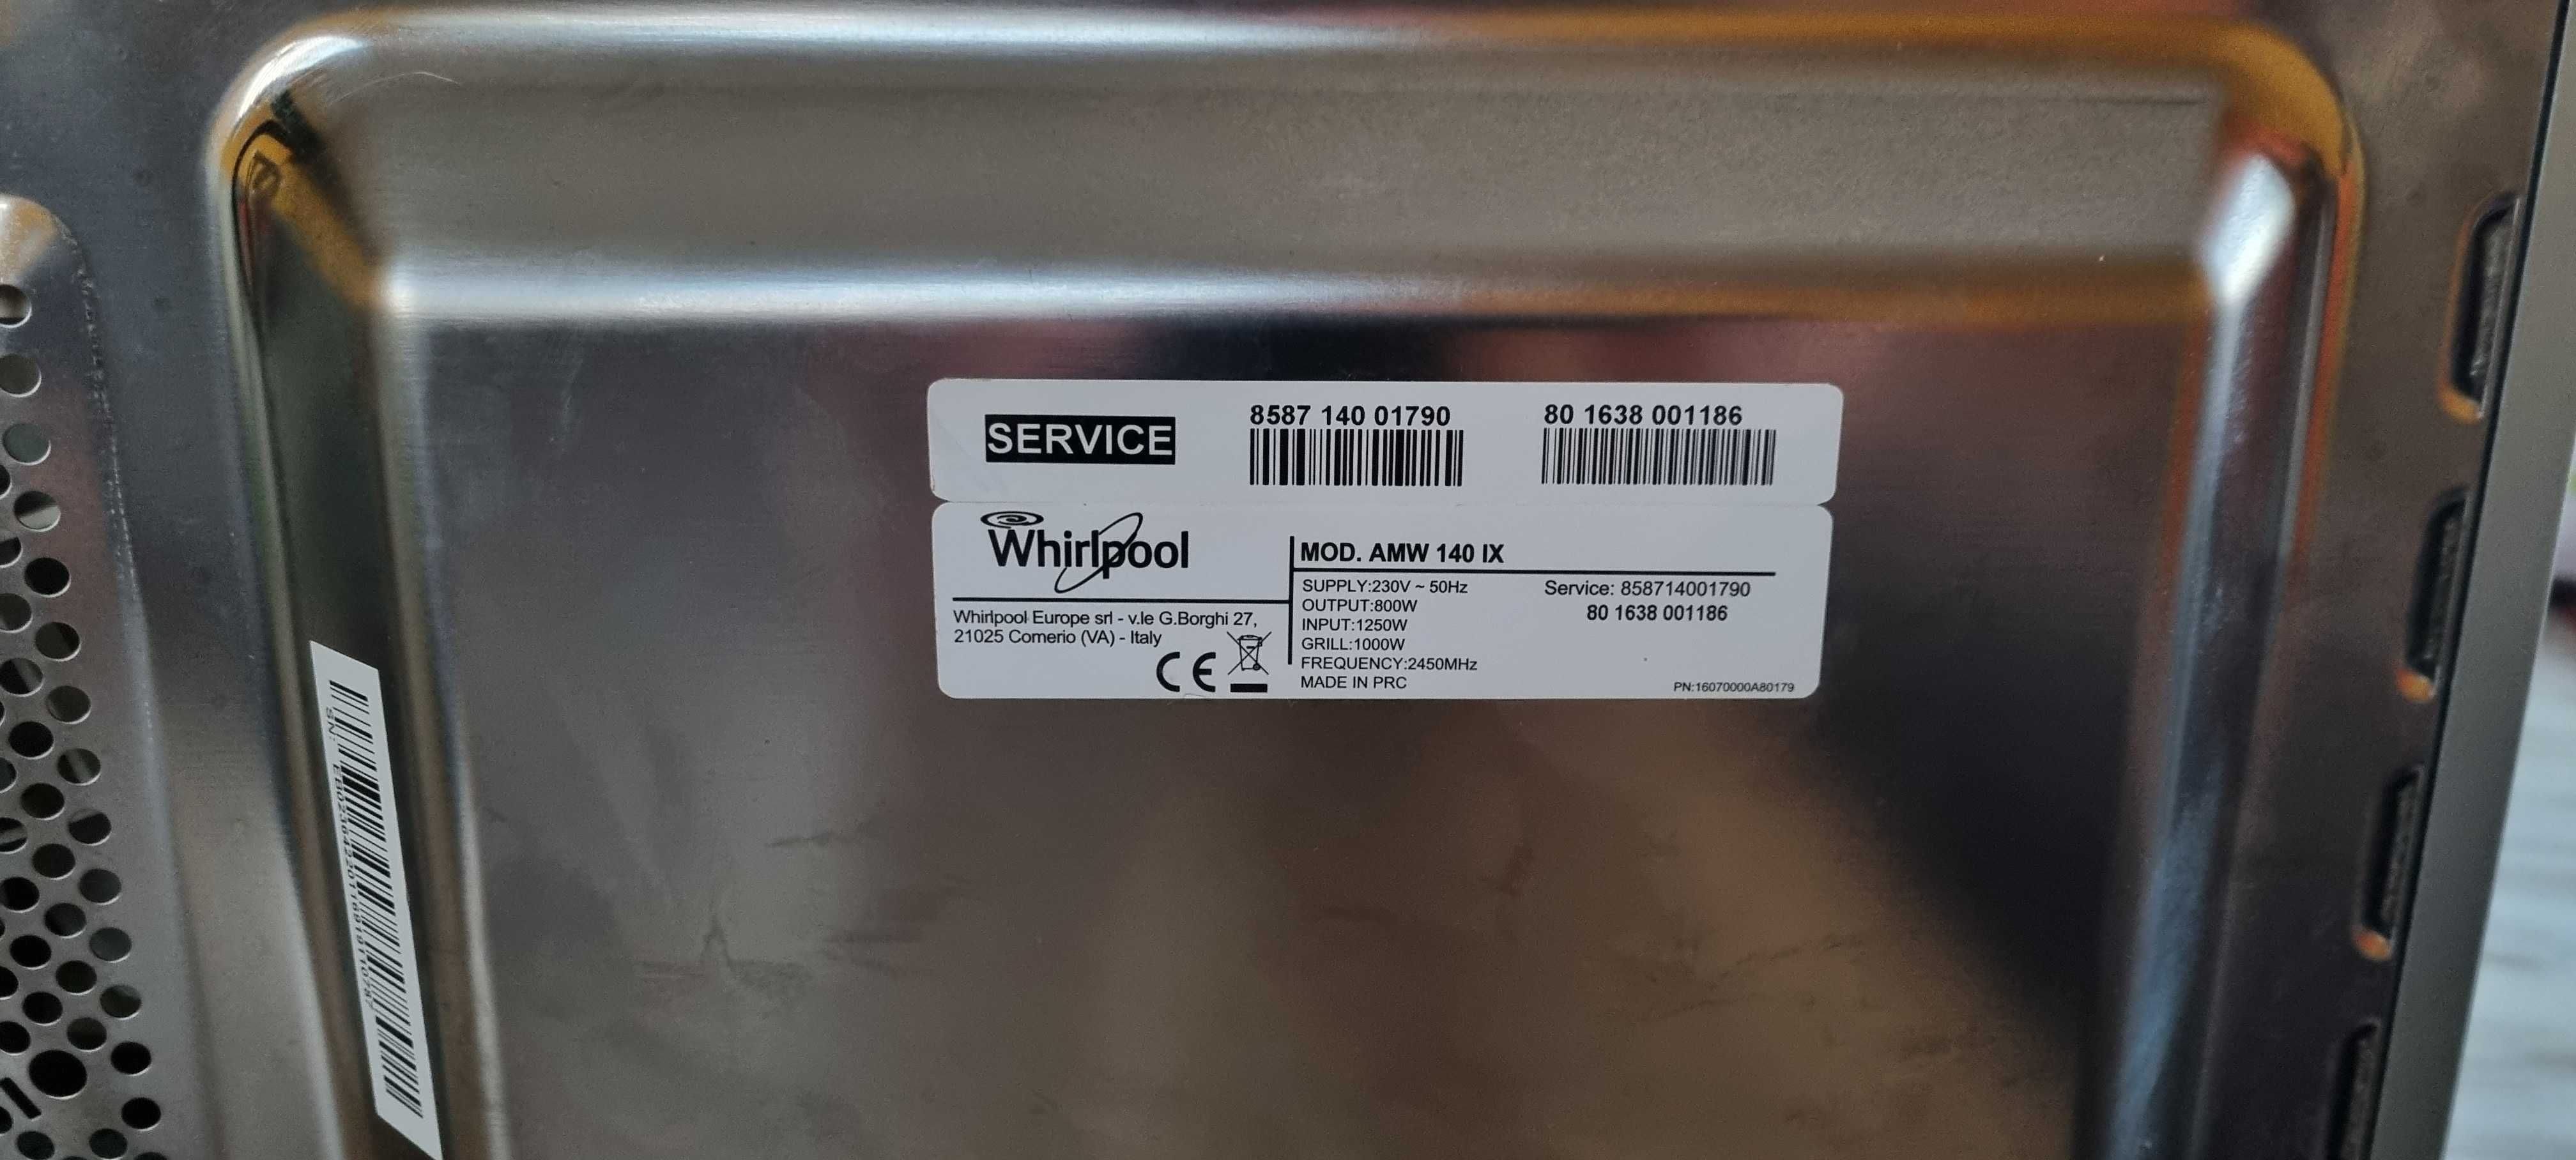 SERVICE
8587 140 01790
80 1638 001186
Whirlpool
Whirlpool Europe srl - v.le G.Borghi 27,
21025 Comerio (VA) - Italy
CE
MOD. AMW 140 IX
SUPPLY:230V ~ 50Hz
OUTPUT:800W
INPUT:1250W
GRILL:1000W
FREQUENCY:2450MHz
MADE IN PRC
Service: 858714001790
80 1638 001186
PN:16070000A80179
SN: